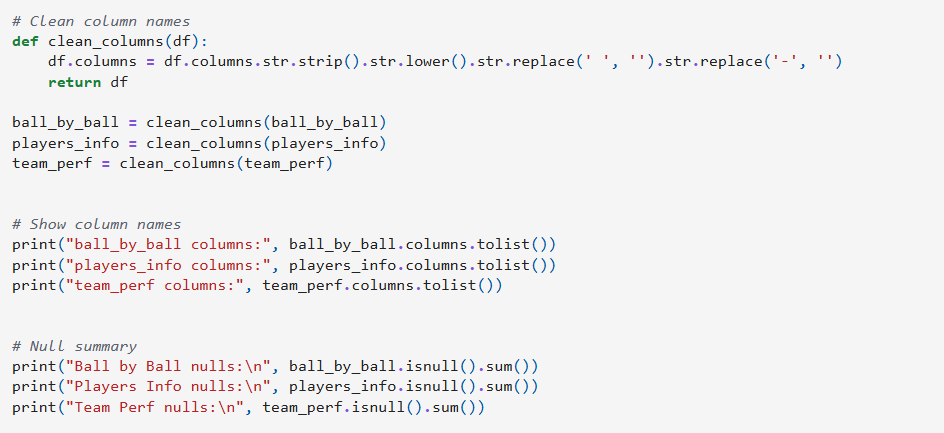 # Clean column names
def clean_columns(df):
    df.columns = df.columns.str.strip().str.lower().str.replace(' ', '').str.replace('-', '')
    return df

ball_by_ball = clean_columns(ball_by_ball)
players_info = clean_columns(players_info)
team_perf = clean_columns(team_perf)

# Show column names
print("ball_by_ball columns:", ball_by_ball.columns.tolist())
print("players_info columns:", players_info.columns.tolist())
print("team_perf columns:", team_perf.columns.tolist())

# Null summary
print("Ball by Ball nulls:\n", ball_by_ball.isnull().sum())
print("Players Info nulls:\n", players_info.isnull().sum())
print("Team Perf nulls:\n", team_perf.isnull().sum())